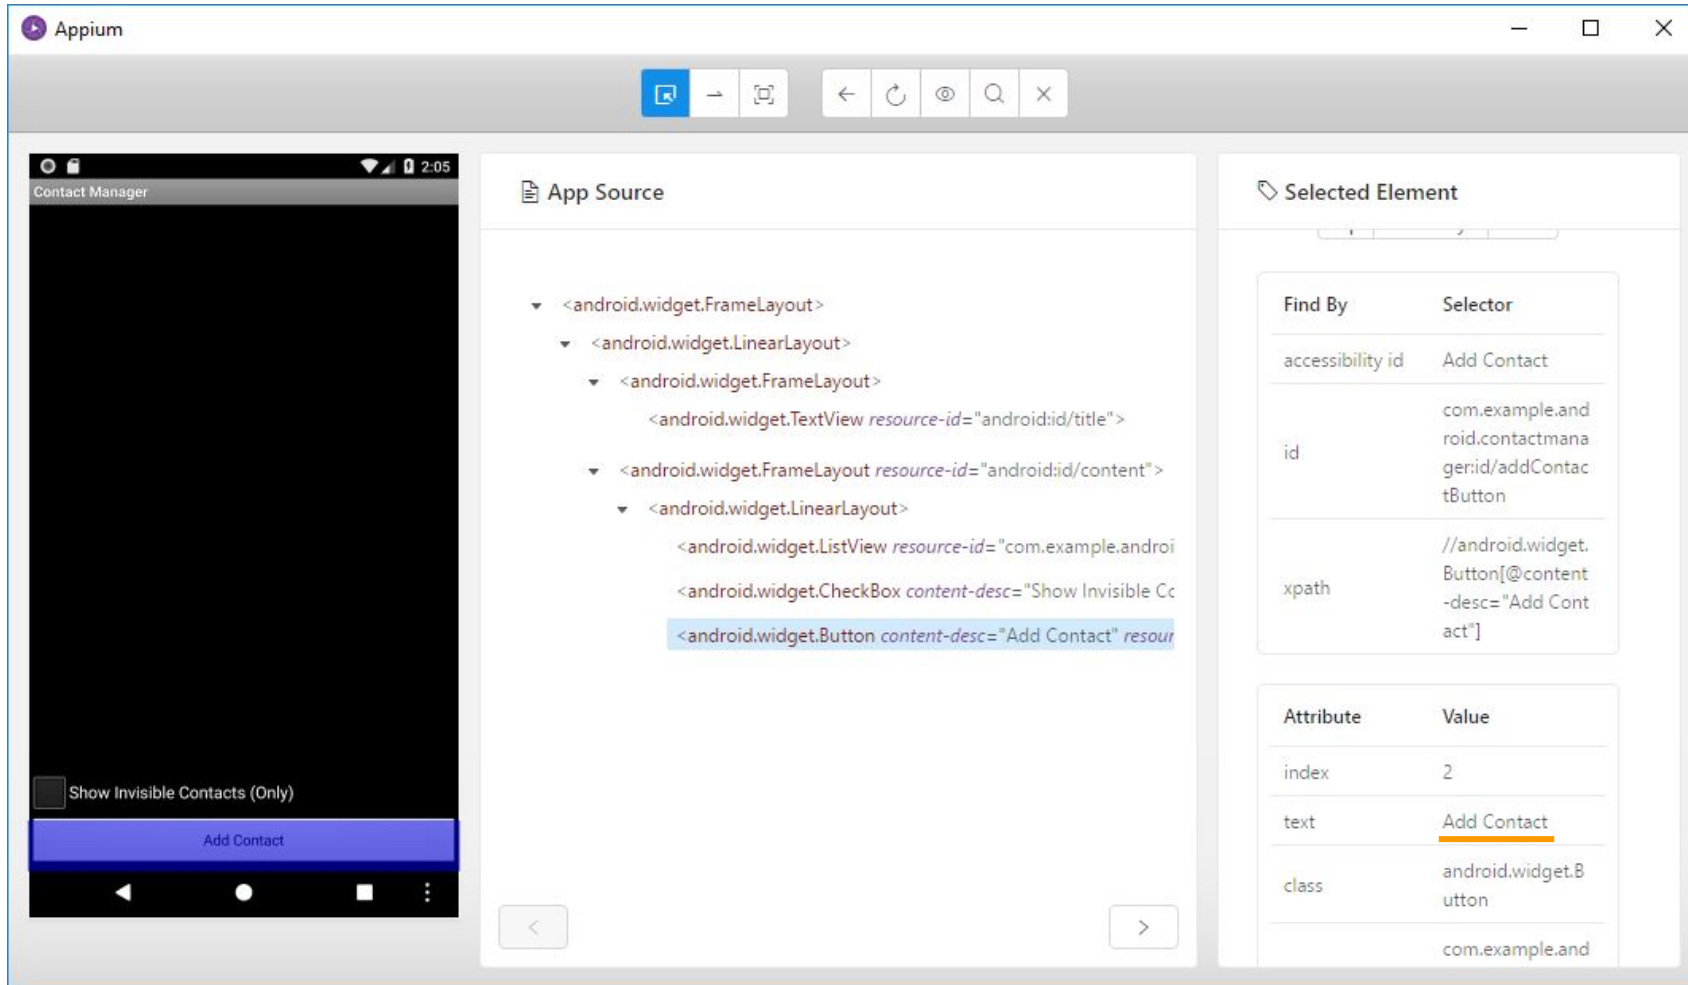 Appium
2:05
Contact Manager
Show Invisible Contacts (Only)
Add Contact
App Source
<android.widget.FrameLayout>
<android.widget.LinearLayout>
<android.widget.FrameLayout>
<android.widget.TextView resource-id="android:id/title">
<android.widget.FrameLayout resource-id="android:id/content">
<android.widget.LinearLayout>
<android.widget.ListView resource-id="com.example.androi
<android.widget.CheckBox content-desc="Show Invisible Co
<android.widget.Button content-desc="Add Contact" resour
Selected Element
Find By Selector
accessibility id Add Contact
id
com.example.and
roid.contactmana
ger:id/addContac
tButton
xpath
//android.widget.
Button[@content
-desc="Add Cont
act"]
Attribute Value
index 2
text Add Contact
class
android.widget.B
utton
com.example.and